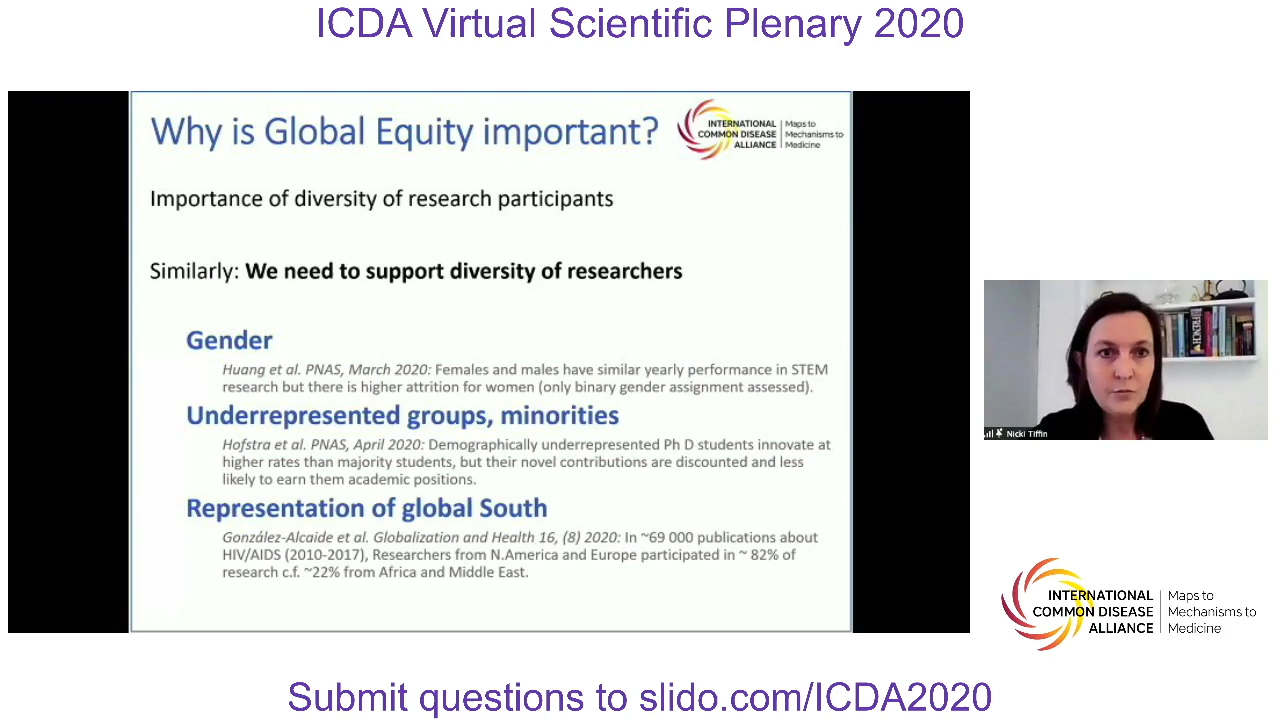 ICDA Virtual Scientific Plenary 2020
Why is Global Equity important?
INTERNATIONAL
COMMON DISEASE
ALLIANCE
Maps to
Mechanisms to
Medicine
Importance of diversity of research participants
Similarly: We need to support diversity of researchers
Gender
Huang et al. PNAS, March 2020: Females and males have similar yearly performance in STEM
research but there is higher attrition for women (only binary gender assignment assessed).
Underrepresented groups, minorities
Hofstra et al. PNAS, April 2020: Demographically underrepresented Ph D students innovate at
higher rates than majority students, but their novel contributions are discounted and less
likely to earn them academic positions.
Representation of global South
González-Alcaide et al. Globalization and Health 16, (8) 2020: In ~69 000 publications about
HIV/AIDS (2010-2017), Researchers from N.America and Europe participated in ~ 82% of
research c.f. ~22% from Africa and Middle East.
FRENCH
Nicki Tiffin
INTERNATIONAL
COMMON DISEASE
ALLIANCE
Maps to
Mechanisms to
Medicine
Submit questions to slido.com/ICDA2020